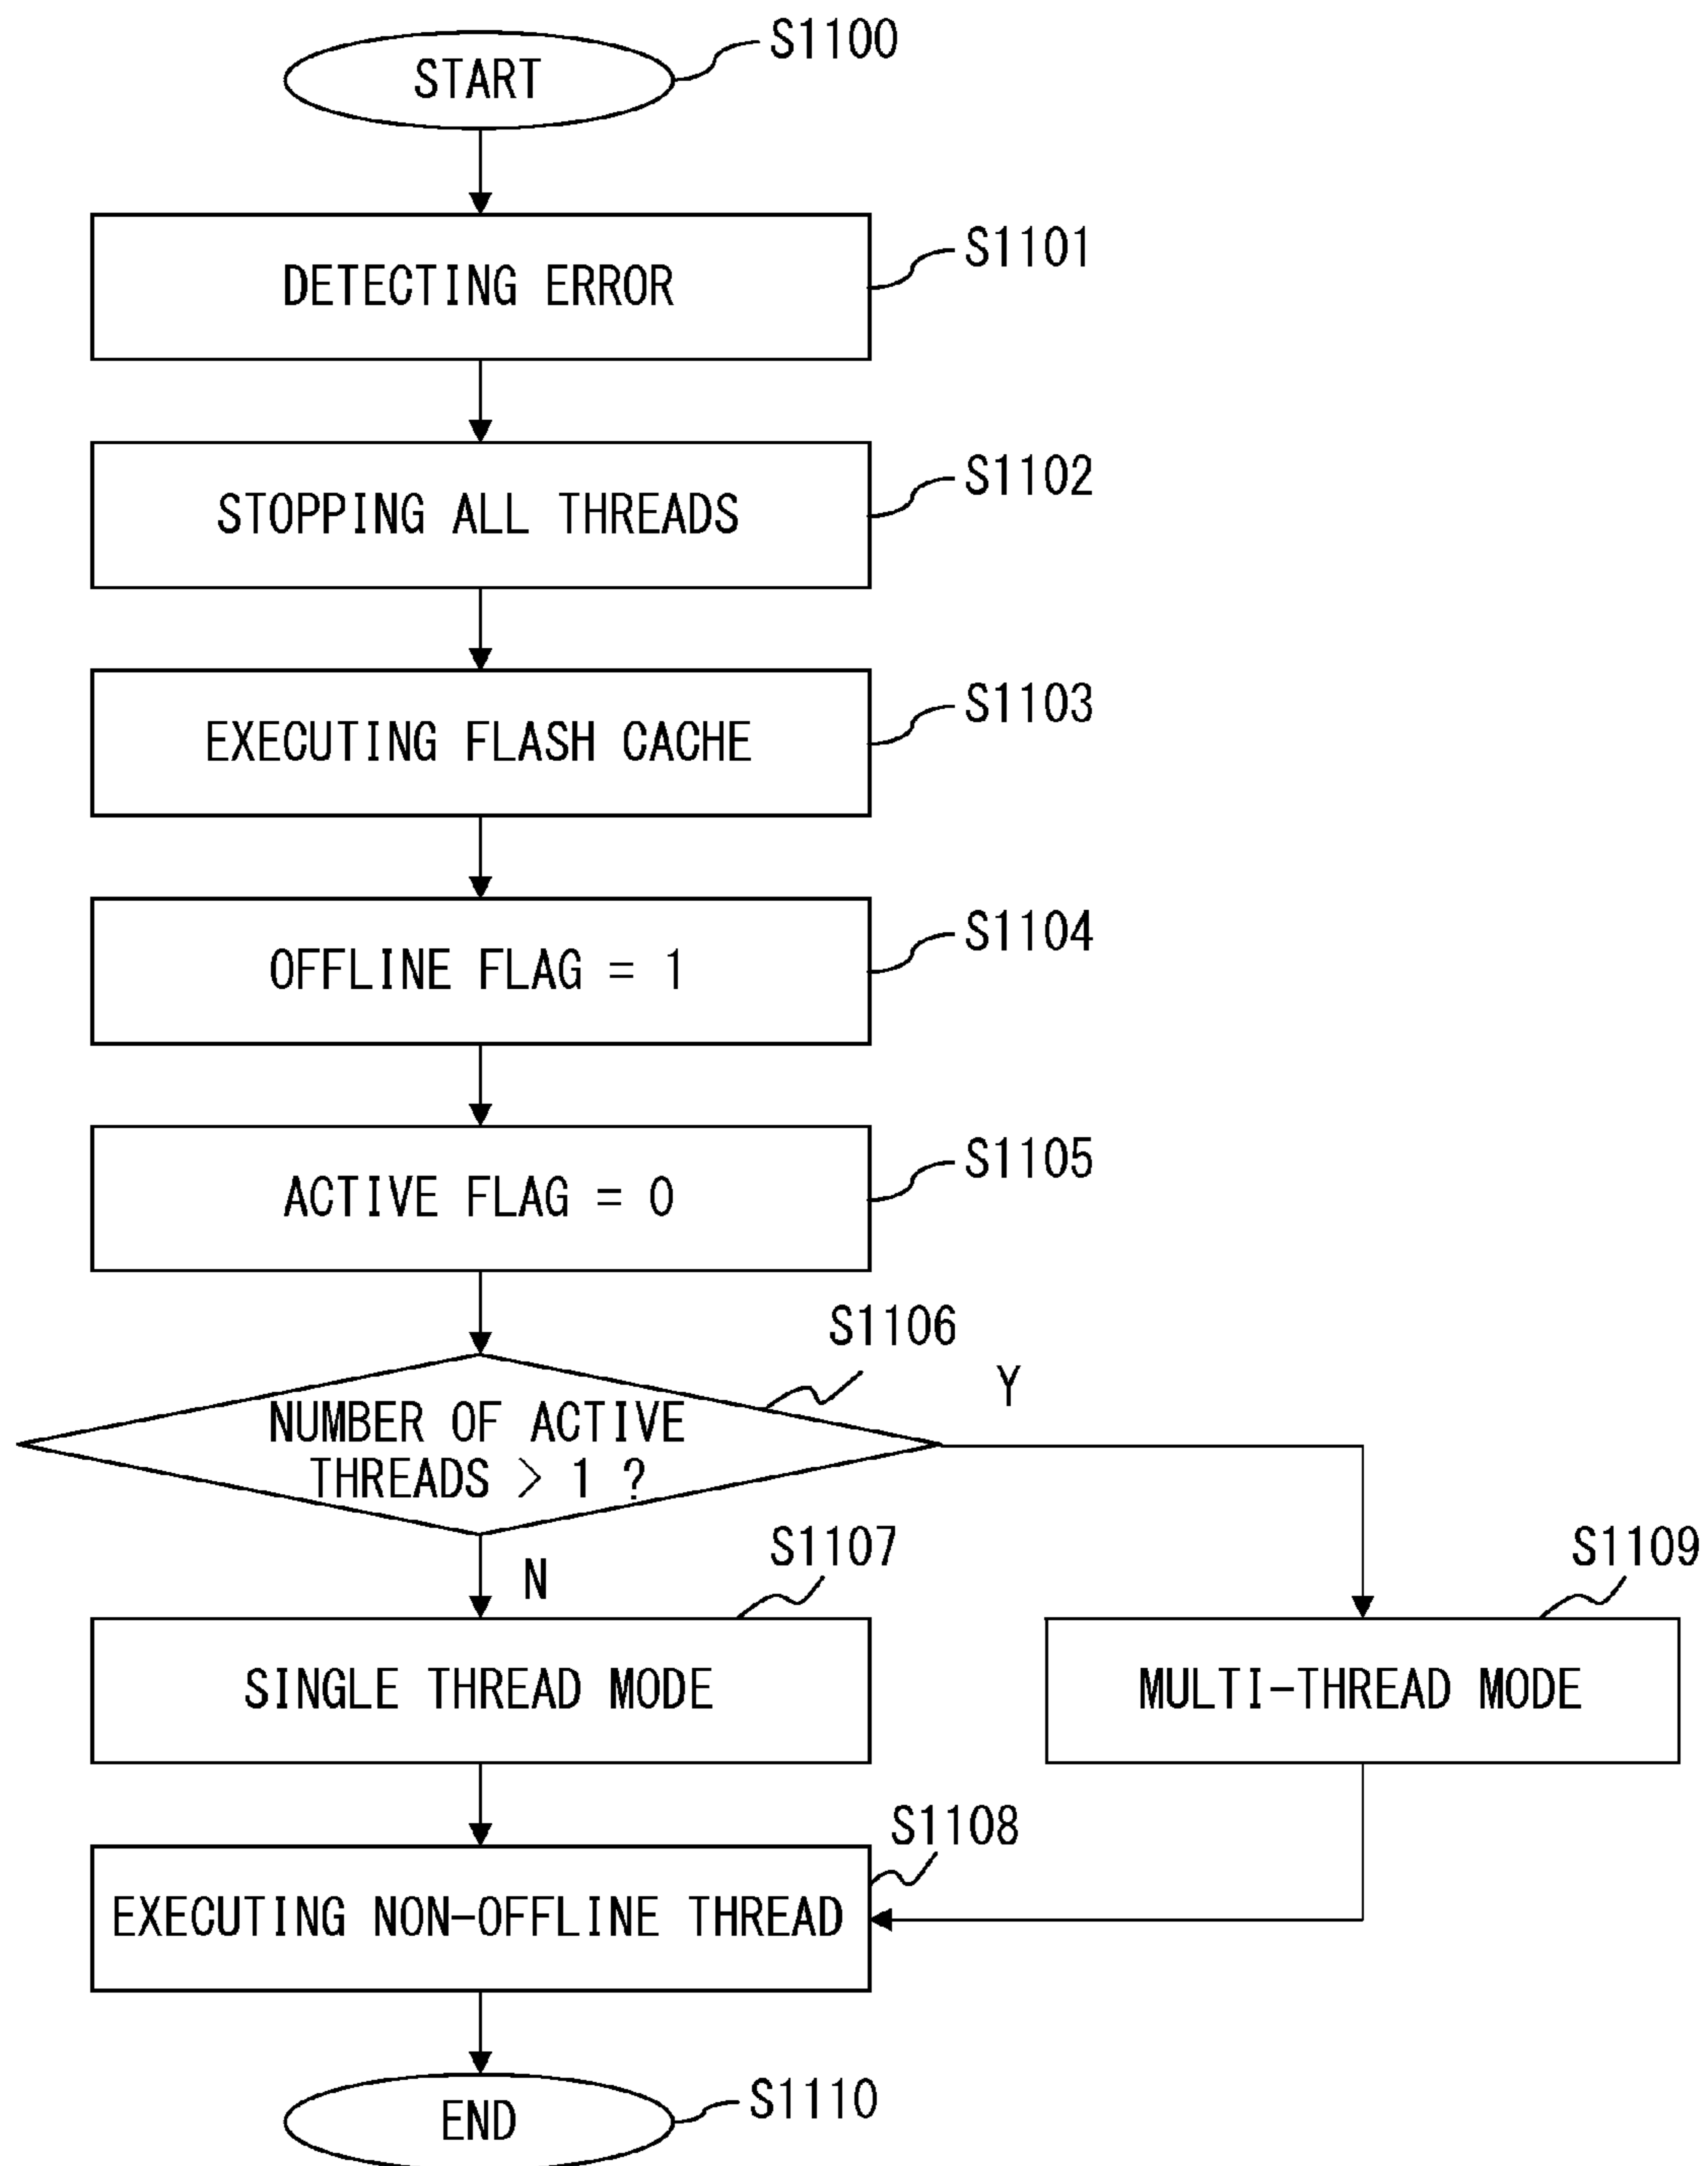 START
S1100
DETECTING ERROR
S1101
STOPPING ALL THREADS
S1102
EXECUTING FLASH CACHE
S1103
OFFLINE FLAG = 1
S1104
ACTIVE FLAG = 0
S1105
S1106
NUMBER OF ACTIVE
THREADS > 1 ?
Y
N
S1107
SINGLE THREAD MODE
S1109
MULTI-THREAD MODE
S1108
EXECUTING NON-OFFLINE THREAD
END
S1110